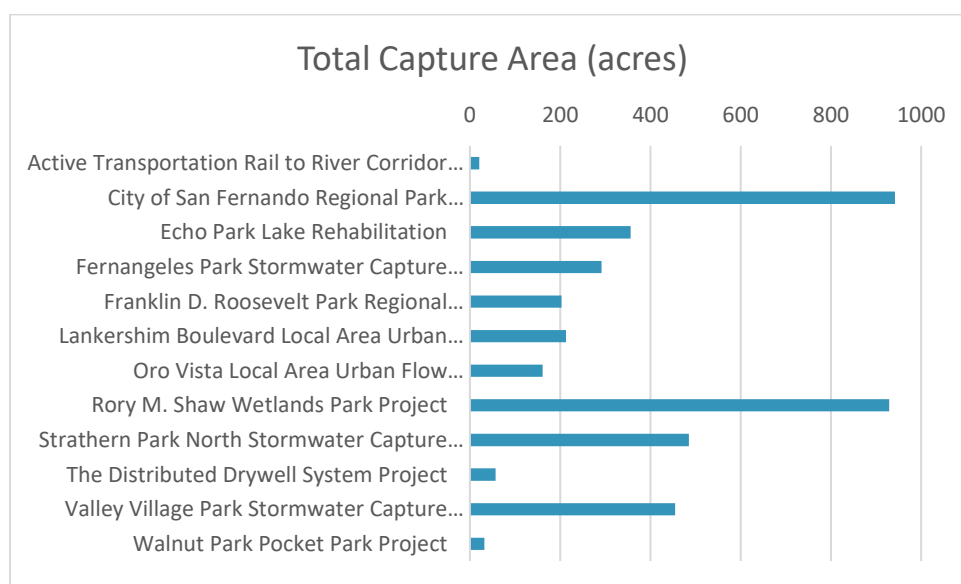 Total Capture Area (acres)
0 200 400 600 800 1000
Active Transportation Rail to River Corridor...
City of San Fernando Regional Park...
Echo Park Lake Rehabilitation
Fernangeles Park Stormwater Capture...
Franklin D. Roosevelt Park Regional...
Lankershim Boulevard Local Area Urban...
Oro Vista Local Area Urban Flow...
Rory M. Shaw Wetlands Park Project
Strathern Park North Stormwater Capture...
The Distributed Drywell System Project
Valley Village Park Stormwater Capture...
Walnut Park Pocket Park Project